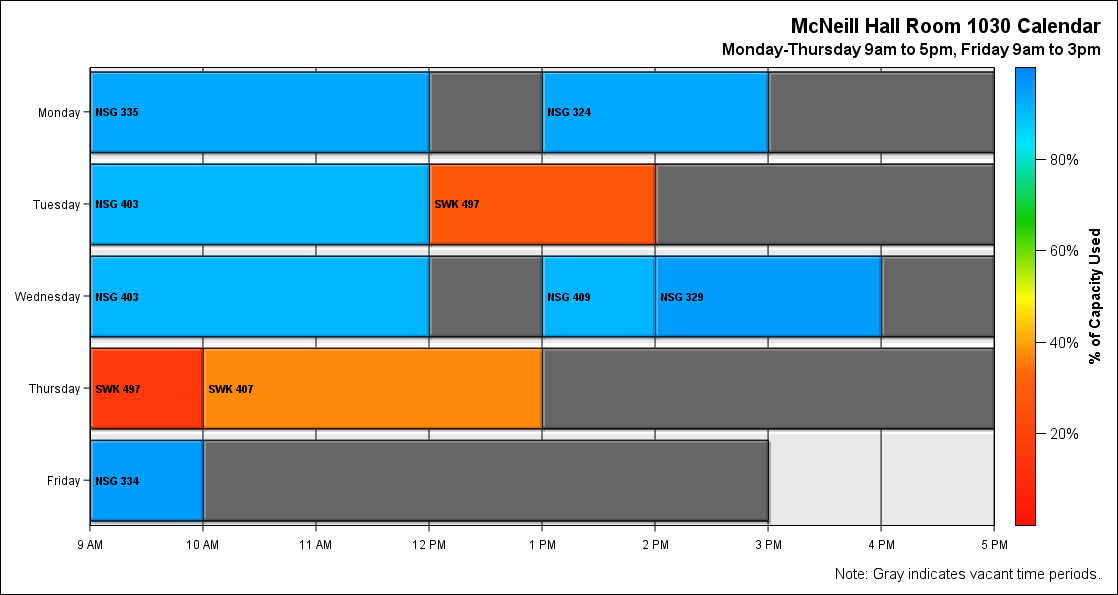 McNeill Hall Room 1030 Calendar
Monday-Thursday 9am to 5pm, Friday 9am to 3pm
Monday
NSG 335
NSG 324
Tuesday
NSG 403
SWK 497
Wednesday
NSG 403
NSG 409
NSG 329
Thursday
SWK 497
SWK 407
Friday
NSG 334
9 AM
10 AM
11 AM
12 PM
1 PM
2 PM
3 PM
4 PM
5 PM
80%
60%
40%
20%
% of Capacity Used
Note: Gray indicates vacant time periods.